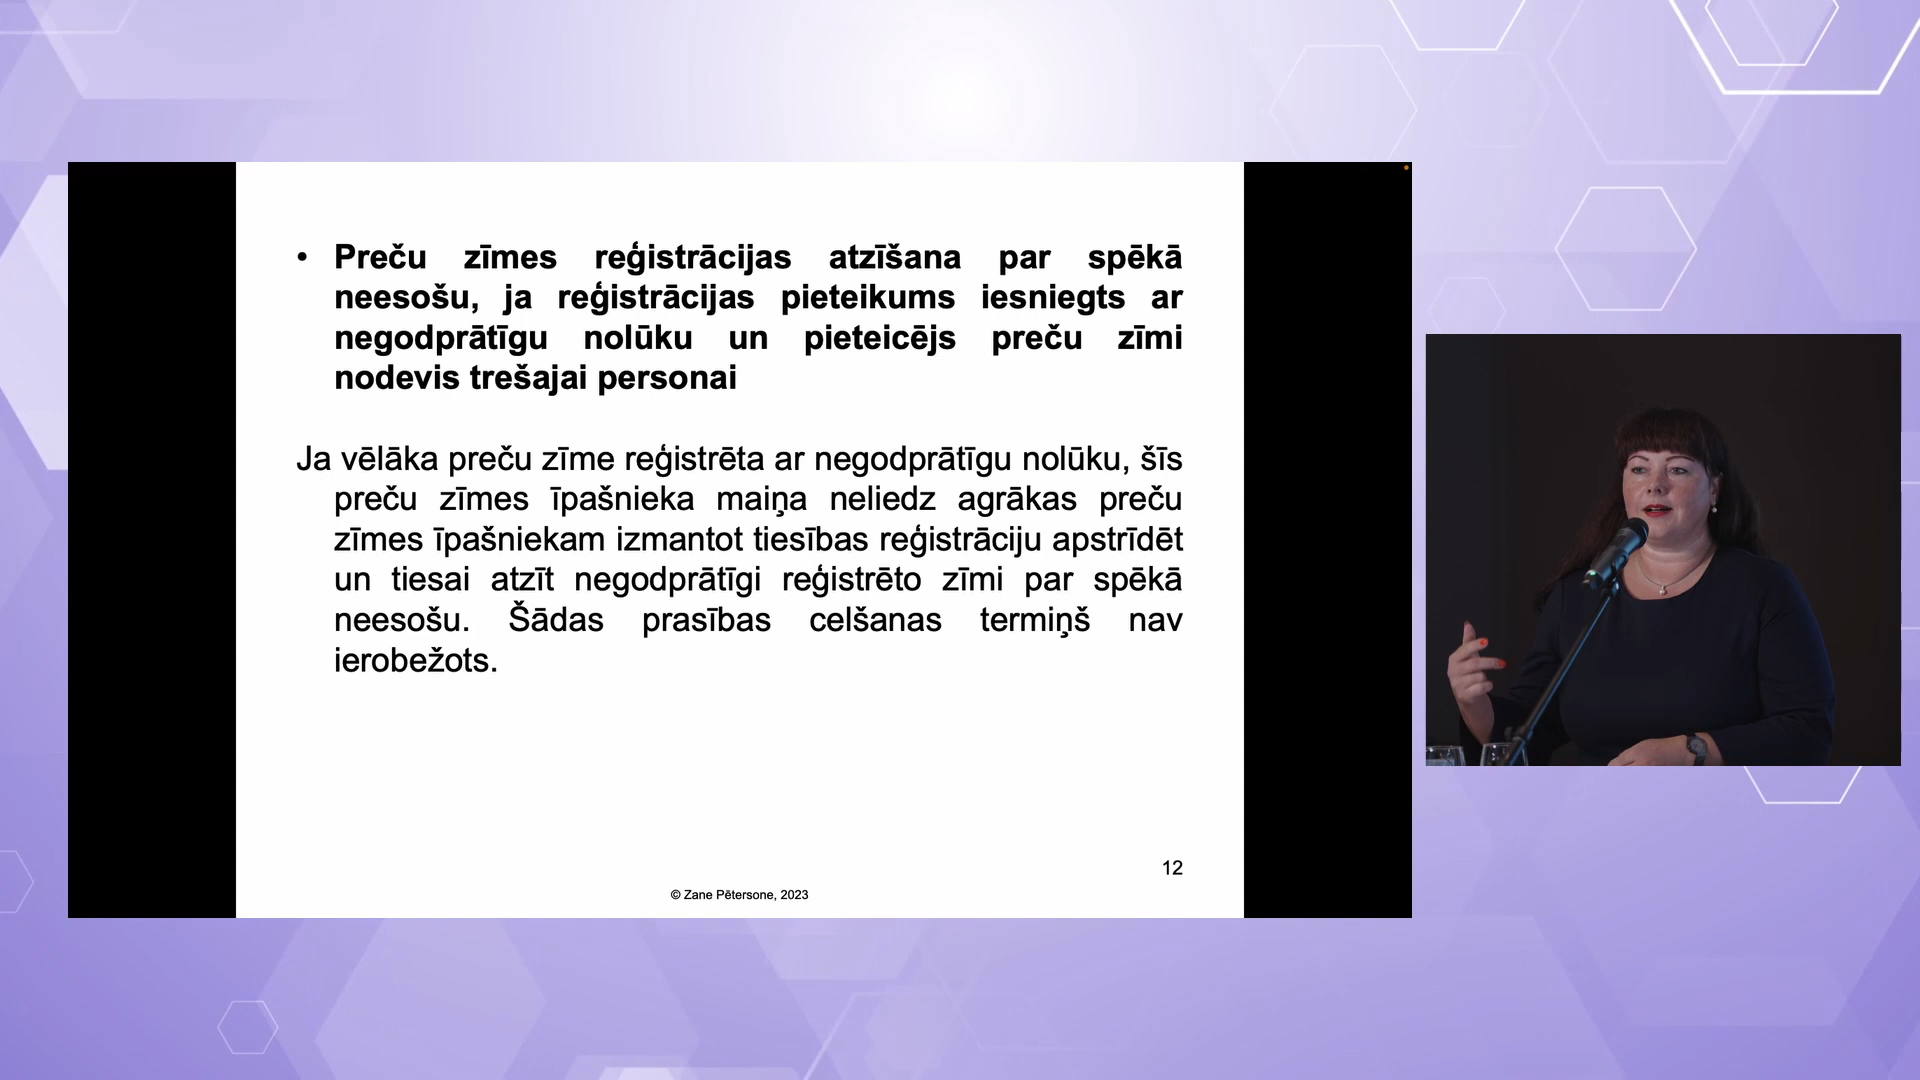 • Preču zīmes reģistrācijas atzīšana par spēkā
neesošu, ja reģistrācijas pieteikums iesniegts ar
negodprātīgu nolūku un pieteicējs preču zīmi
nodevis trešajai personai
Ja vēlāka preču zīme reģistrēta ar negodprātīgu nolūku, šīs
preču zīmes īpašnieka maiņa neliedz agrākas preču
zīmes īpašniekam izmantot tiesības reģistrāciju apstrīdēt
un tiesai atzīt negodprātīgi reģistrēto zīmi par spēkā
neesošu. Šādas prasības celšanas termiņš nav
ierobežots.
12
© Zane Pētersone, 2023